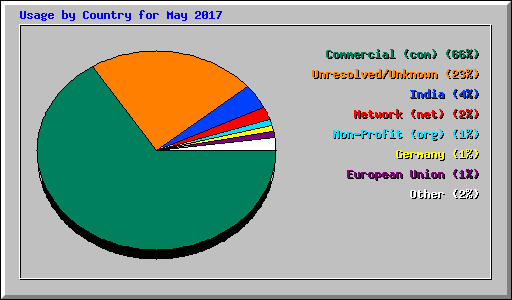 Usage by Country for May 2017
Commercial (com) (66%)
Unresolved/Unknown (23%)
India (4%)
Network (net) (2%)
Non-Profit (org) (1%)
Germany (1%)
European Union (1%)
Other (2%)